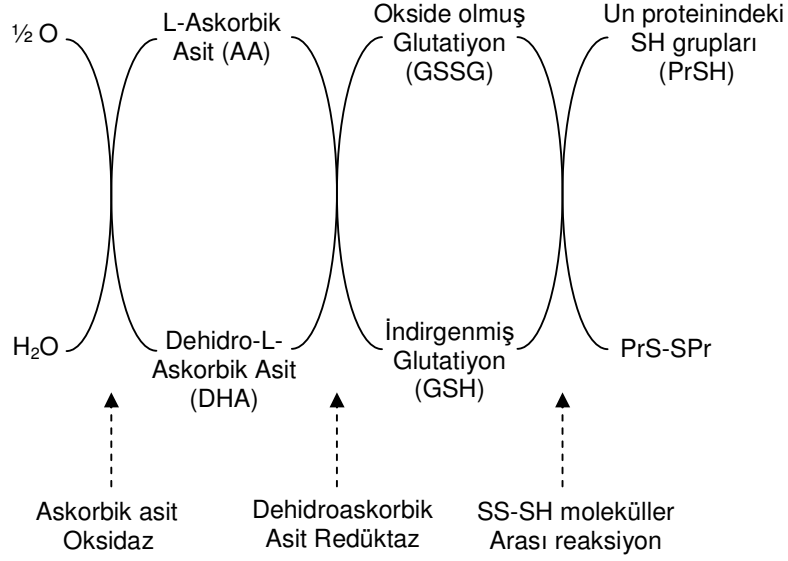 ½ O
L-Askorbik
Asit (AA)
Okside olmuş
Glutatiyon
(GSSG)
Un proteinindeki
SH grupları
(PrSH)
H₂O
Dehidro-L-
Askorbik Asit
(DHA)
İndirgenmiş
Glutatiyon
(GSH)
PrS-SPr
Askorbik asit
Oksidaz
Dehidroaskorbik
Asit Redüktaz
SS-SH moleküller
Arası reaksiyon